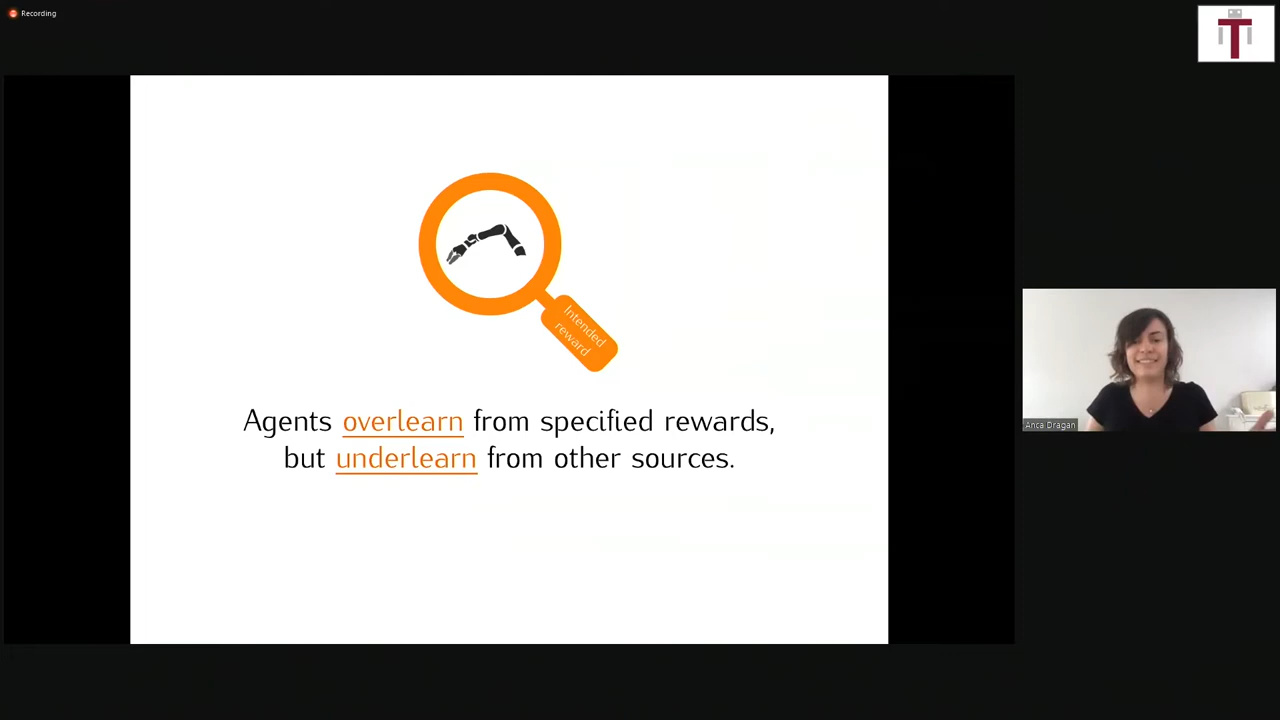 Recording
T
Intended
reward
Agents overlearn from specified rewards,
but underlearn from other sources.
Anca Dragan